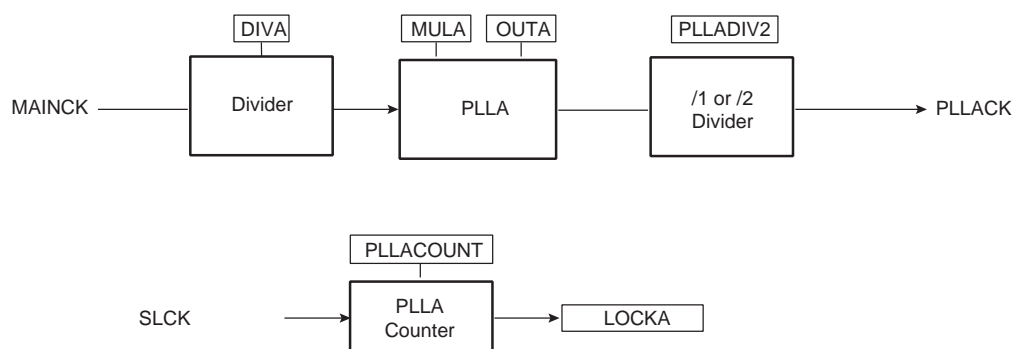 DIVA
MULA
OUTA
PLLADIV2
MAINCK
Divider
PLLA
/1 or /2
Divider
PLLACK
PLLACOUNT
SLCK
PLLA
Counter
LOCKA